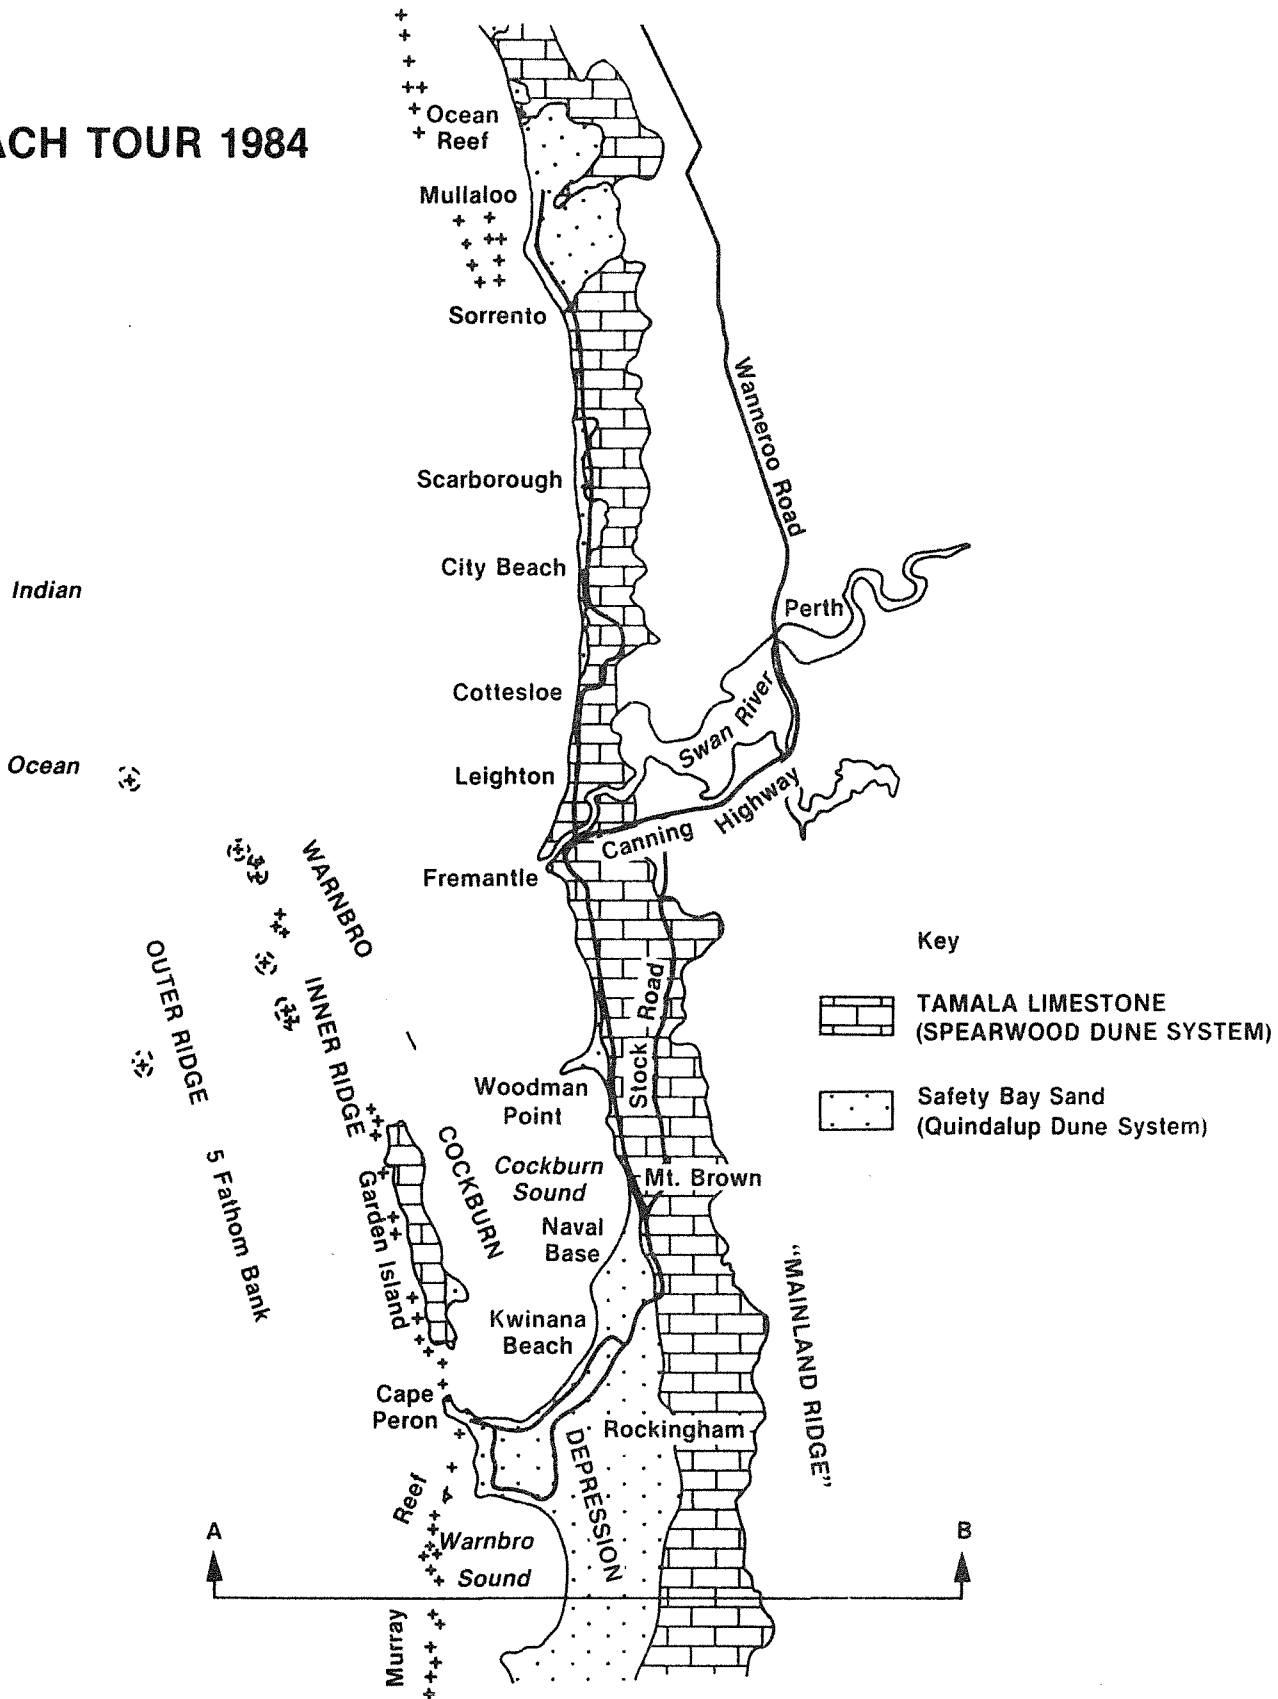 ACH TOUR 1984
Ocean
Reef
Mullaloo
Sorrento
Wanneroo Road
Scarborough
City Beach
Indian
Perth
Cottesloe
Swan River
Ocean
Leighton
Canning Highway
Fremantle
WARNBRO
OUTER RIDGE
INNER RIDGE
Stock Road
Key
TAMALA LIMESTONE
(SPEARWOOD DUNE SYSTEM)
Safety Bay Sand
(Quindalup Dune System)
Woodman
Point
COCKBURN
5 Fathom Bank
Garden Island
Cockburn
Sound
Mt. Brown
Naval
Base
"MAINLAND RIDGE"
Kwinana
Beach
Cape
Peron
Rockingham
DEPRESSION
Reef
Warnbro
Sound
A
B
Murray